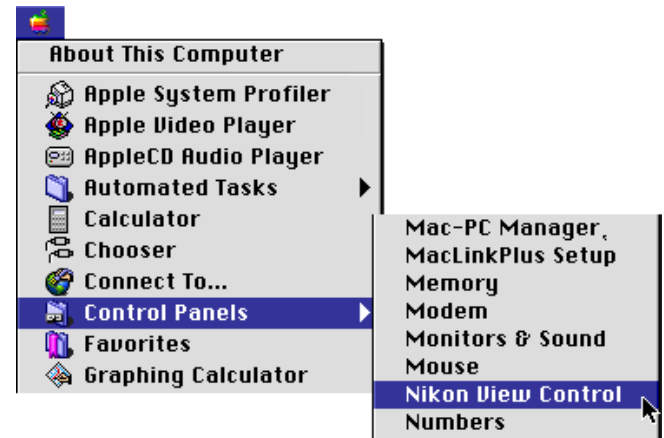 About This Computer
Apple System Profiler
Apple Video Player
AppleCD Audio Player
Automated Tasks
Calculator
Chooser
Connect To...
Control Panels
Favorites
Graphing Calculator
Mac-PC Manager
MacLinkPlus Setup
Memory
Modem
Monitors & Sound
Mouse
Nikon View Control
Numbers